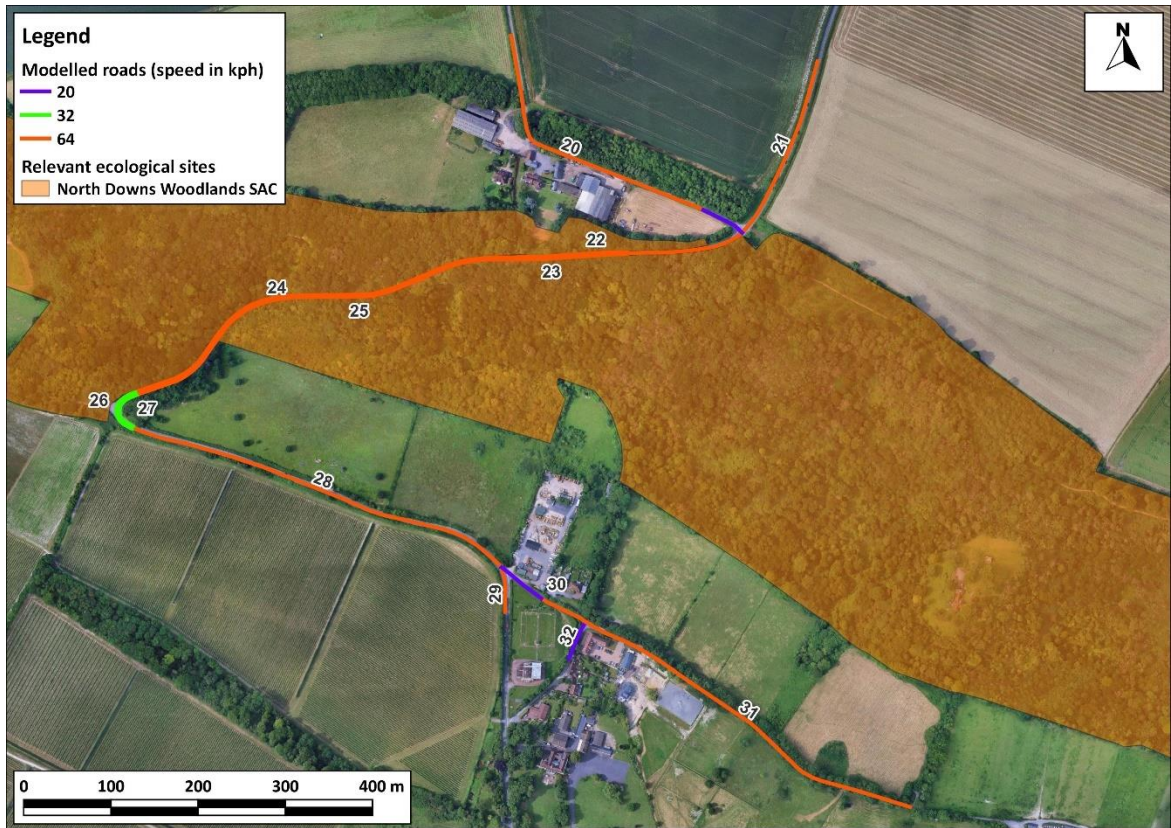 Legend
Modelled roads (speed in kph)
20
32
64
Relevant ecological sites
North Downs Woodlands SAC
N
20
21
22
23
24
25
26
27
28
29
30
32
31
0 100 200 300 400 m